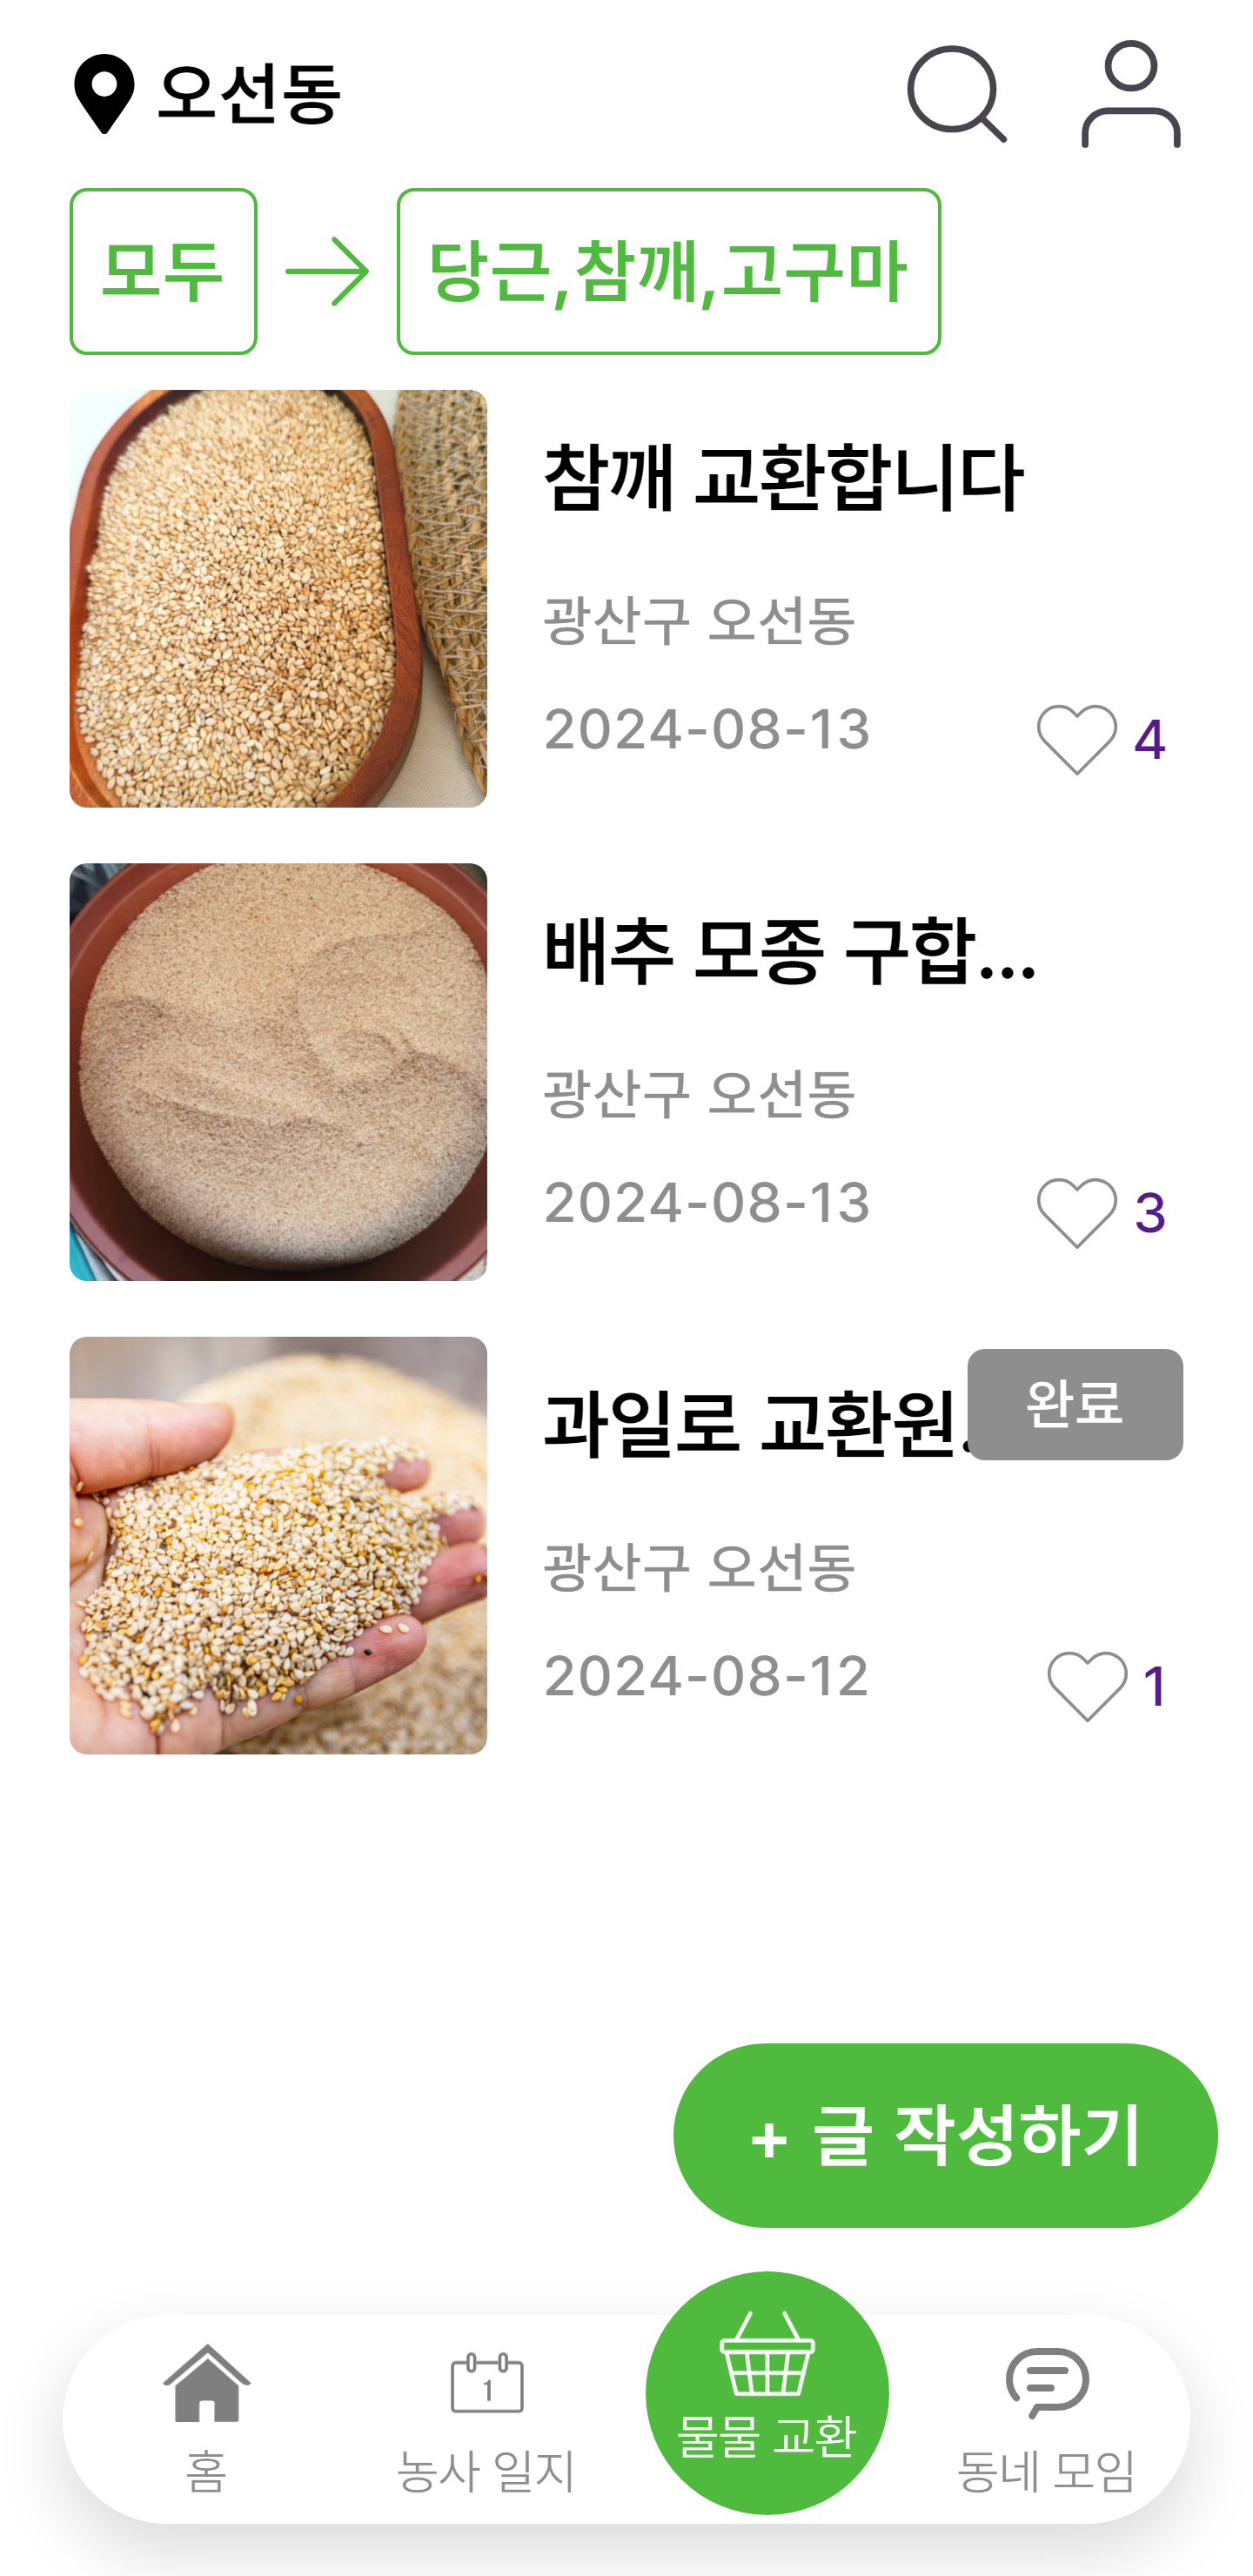 오선동
모두
당근,참깨,고구마
참깨 교환합니다
광산구 오선동
2024-08-13
4
배추 모종 구합...
광산구 오선동
2024-08-13
3
과일로 교환원.
완료
광산구 오선동
2024-08-12
1
+ 글 작성하기
1
홈
농사 일지
물물 교환
동네 모임